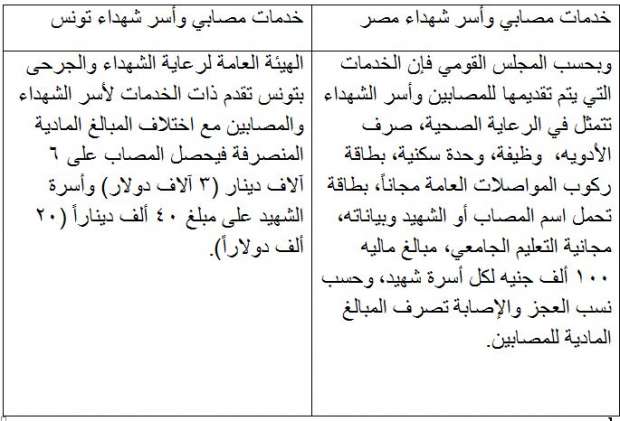 خدمات مصابي وأسر شهداء مصر
وبحسب المجلس القومي فإن الخدمات
التي يتم تقديمها للمصابين وأسر الشهداء
تتمثل في الرعاية الصحية، صرف
الأدويه، وظيفة، وحدة سكنية، بطاقة
ركوب المواصلات العامة مجاناً، بطاقة
تحمل اسم المصاب أو الشهيد وبياناته،
مجانية التعليم الجامعي، مبالغ ماليه
١٠٠ ألف جنيه لكل أسرة شهيد، وحسب
نسب العجز والإصابة تصرف المبالغ
المادية للمصابين.
خدمات مصابي وأسر شهداء تونس
الهيئة العامة لرعاية الشهداء والجرحى
بتونس تقدم ذات الخدمات لأسر الشهداء
والمصابين مع اختلاف المبالغ المادية
المنصرفة فيحصل المصاب على ٦
آلاف دينار (٣ آلاف دولار) وأسرة
الشهيد على مبلغ ٤٠ ألف ديناراً (٢٠
ألف دولاراً).